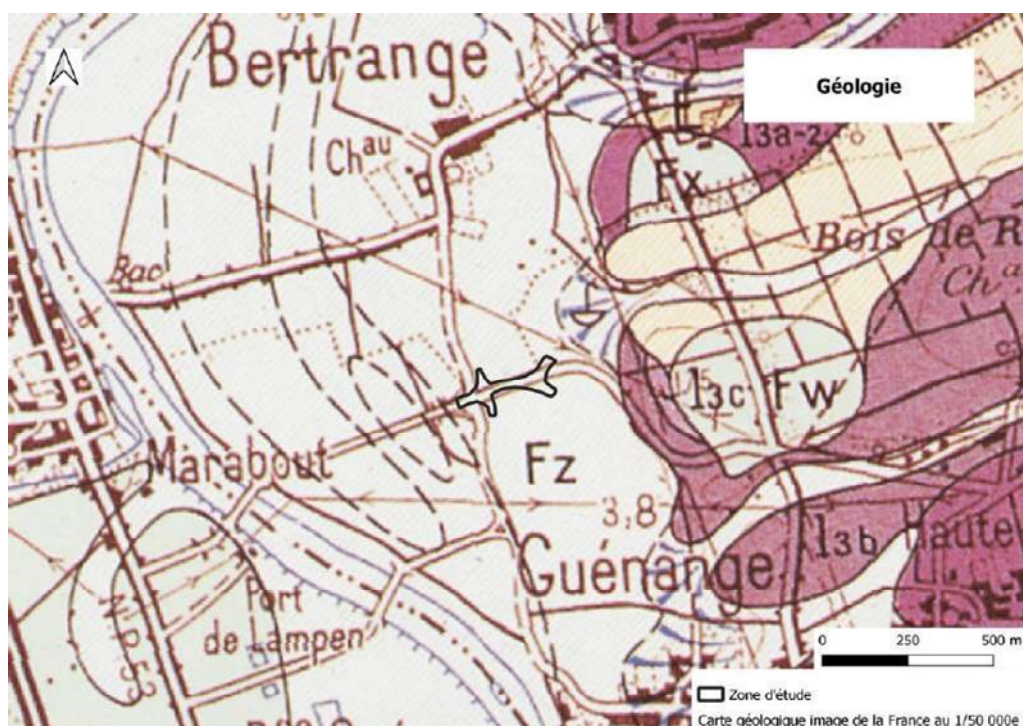 Bertrange
Géologie
Ch^au
E
l3a-2
Fx
Bac
Bois de R
Ch^a.
l3c
Fw
Marabout
Fz
3,8
Guénange
l3b
Haute
Port
de Lampen
N.R.53
0 250 500 m
Zone d'étude
Carte géologique image de la France au 1/50 000e